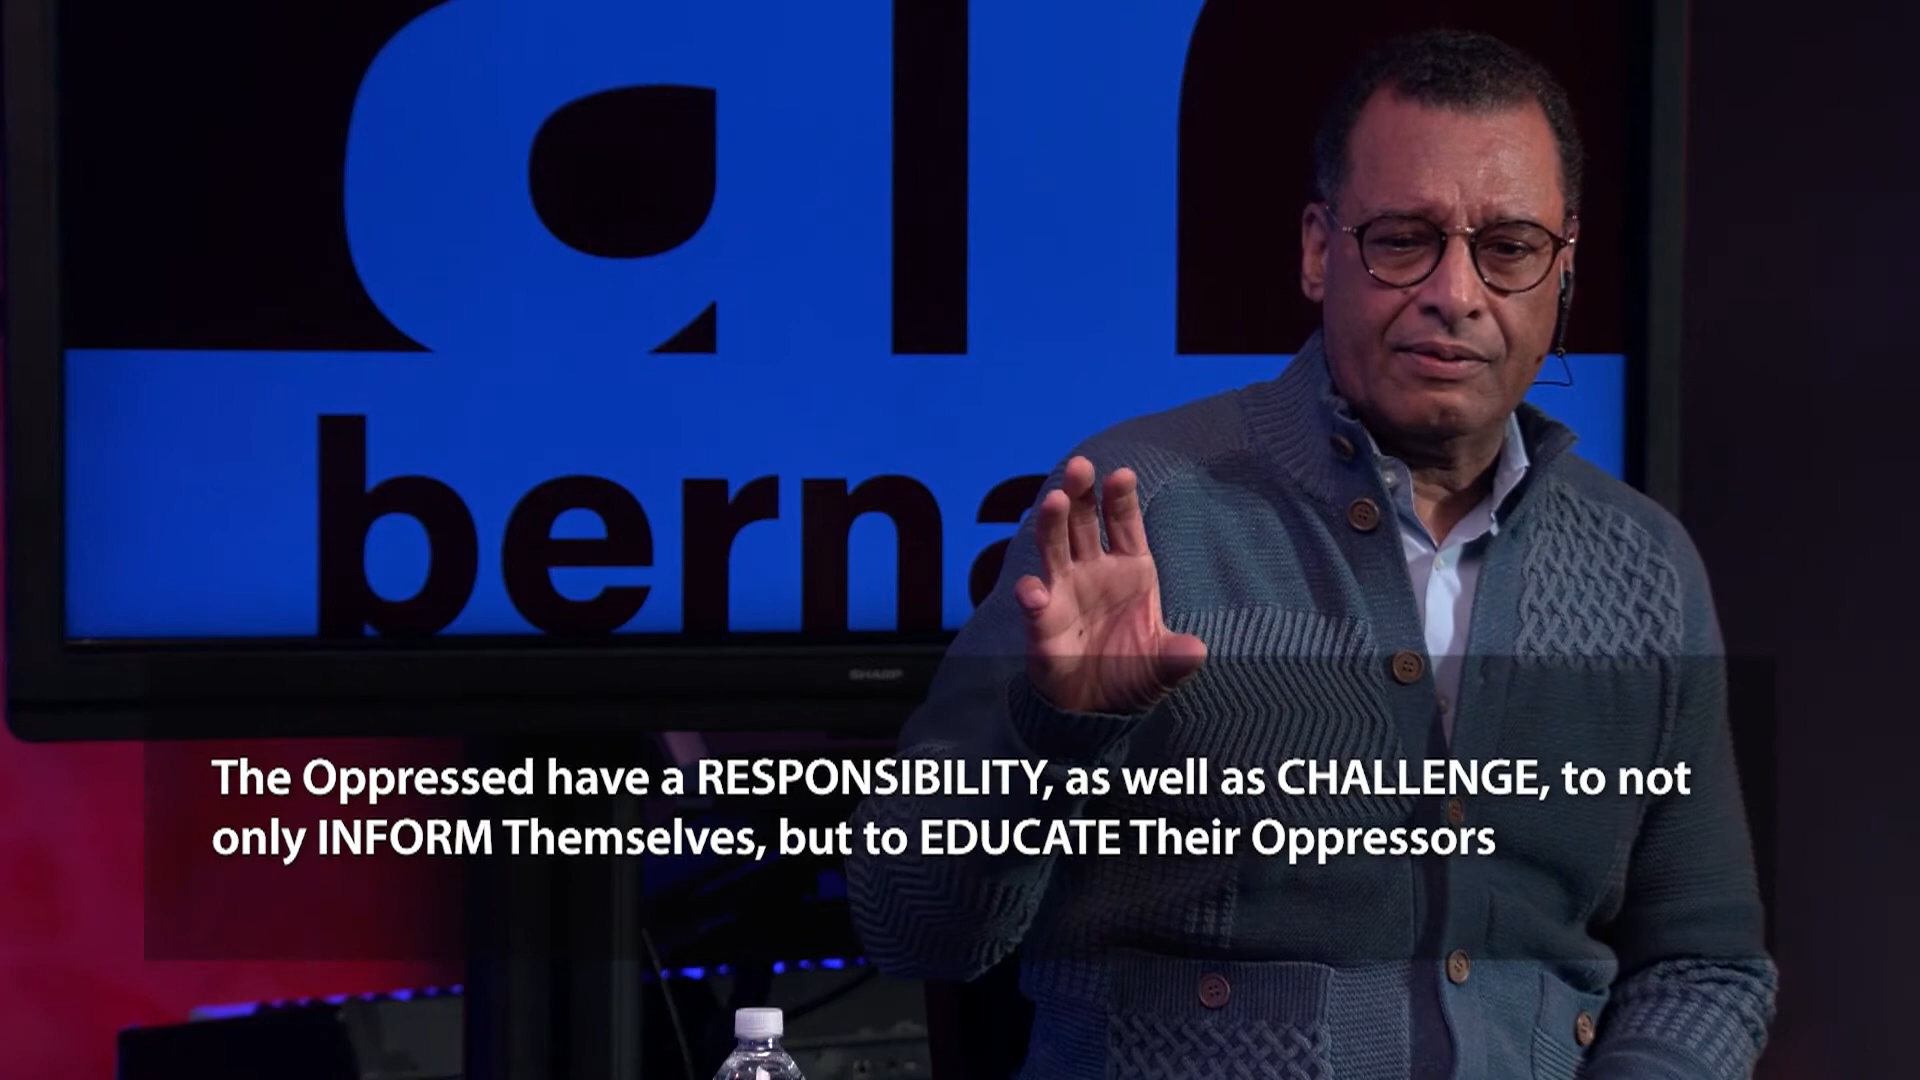 ar
berna
SHARP
The Oppressed have a RESPONSIBILITY, as well as CHALLENGE, to not
only INFORM Themselves, but to EDUCATE Their Oppressors